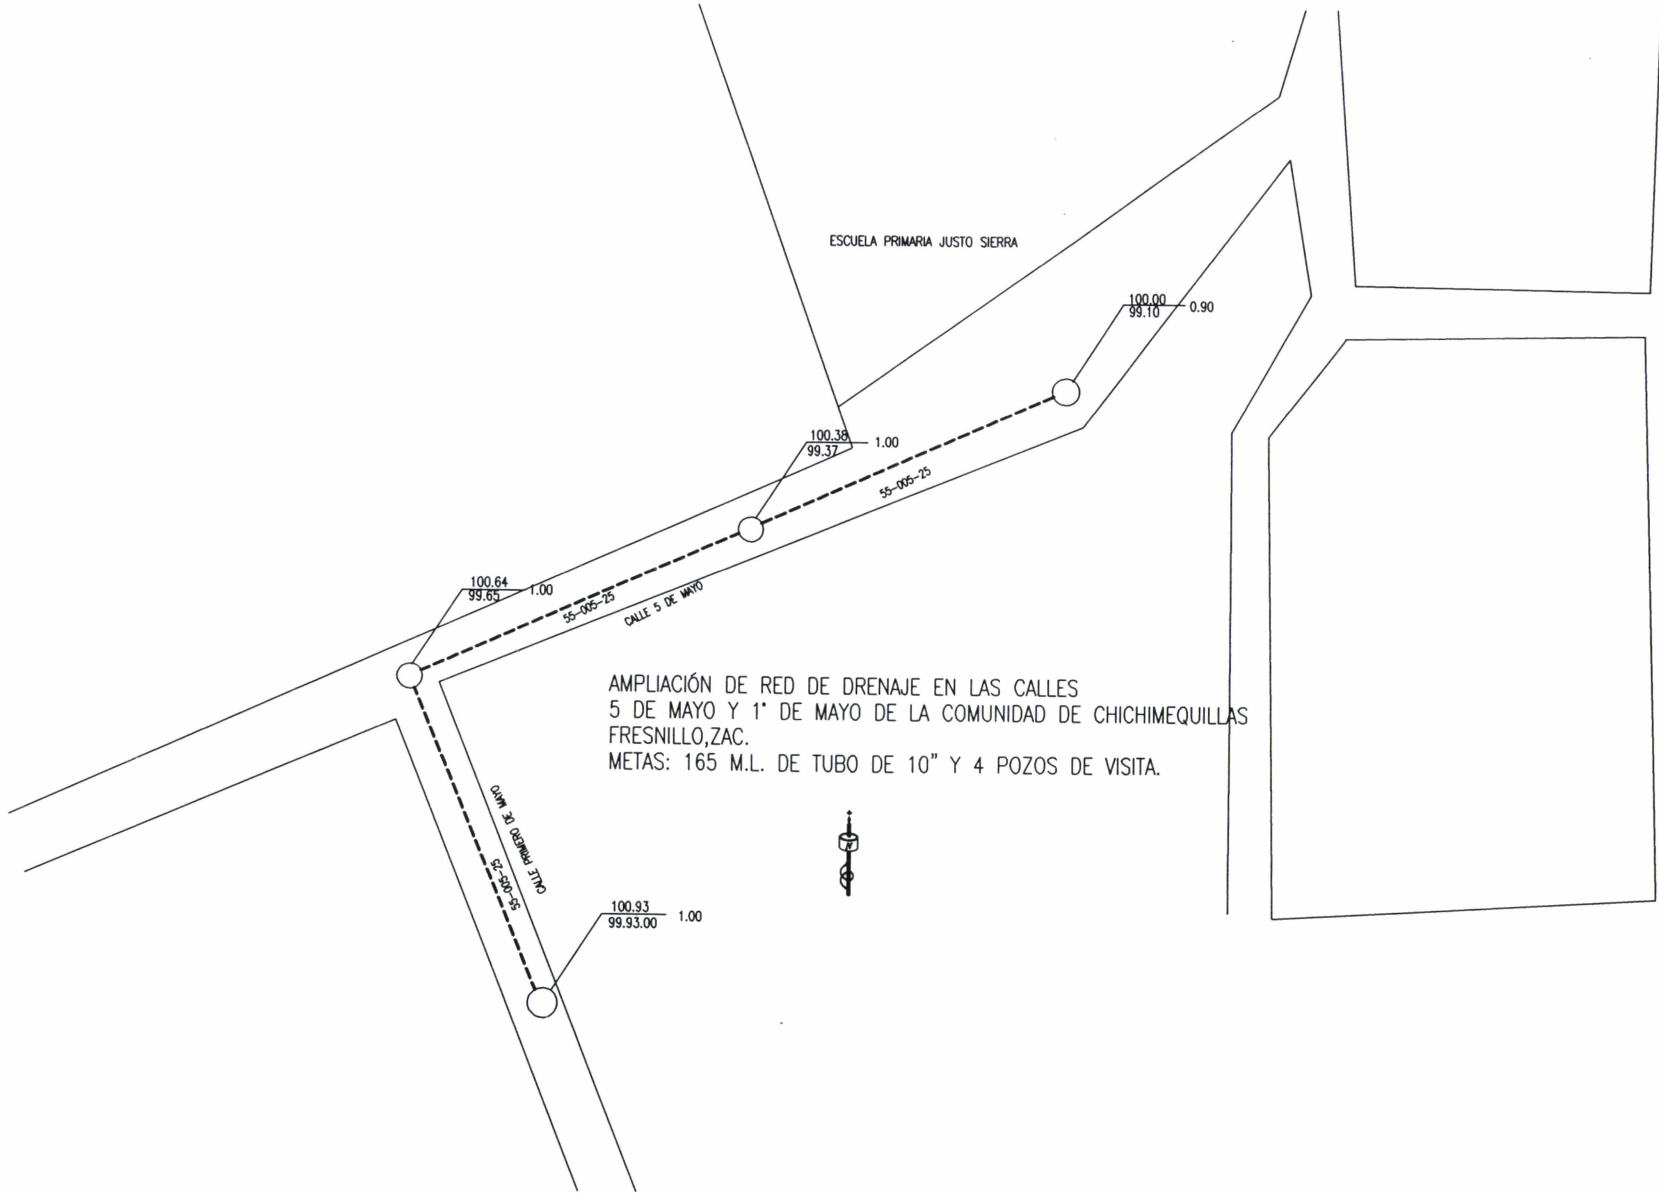 ESCUELA PRIMARIA JUSTO SIERRA
100.00
99.10
0.90
100.38
99.37
1.00
55-005-25
100.64
99.65
1.00
55-005-25
CALLE 5 DE MAYO
AMPLIACIÓN DE RED DE DRENAJE EN LAS CALLES
5 DE MAYO Y 1° DE MAYO DE LA COMUNIDAD DE CHICHIMEQUILLAS
FRESNILLO,ZAC.
METAS: 165 M.L. DE TUBO DE 10" Y 4 POZOS DE VISITA.
CALLE PRIMERO DE MAYO
55-005-25
N
100.93
99.93.00
1.00